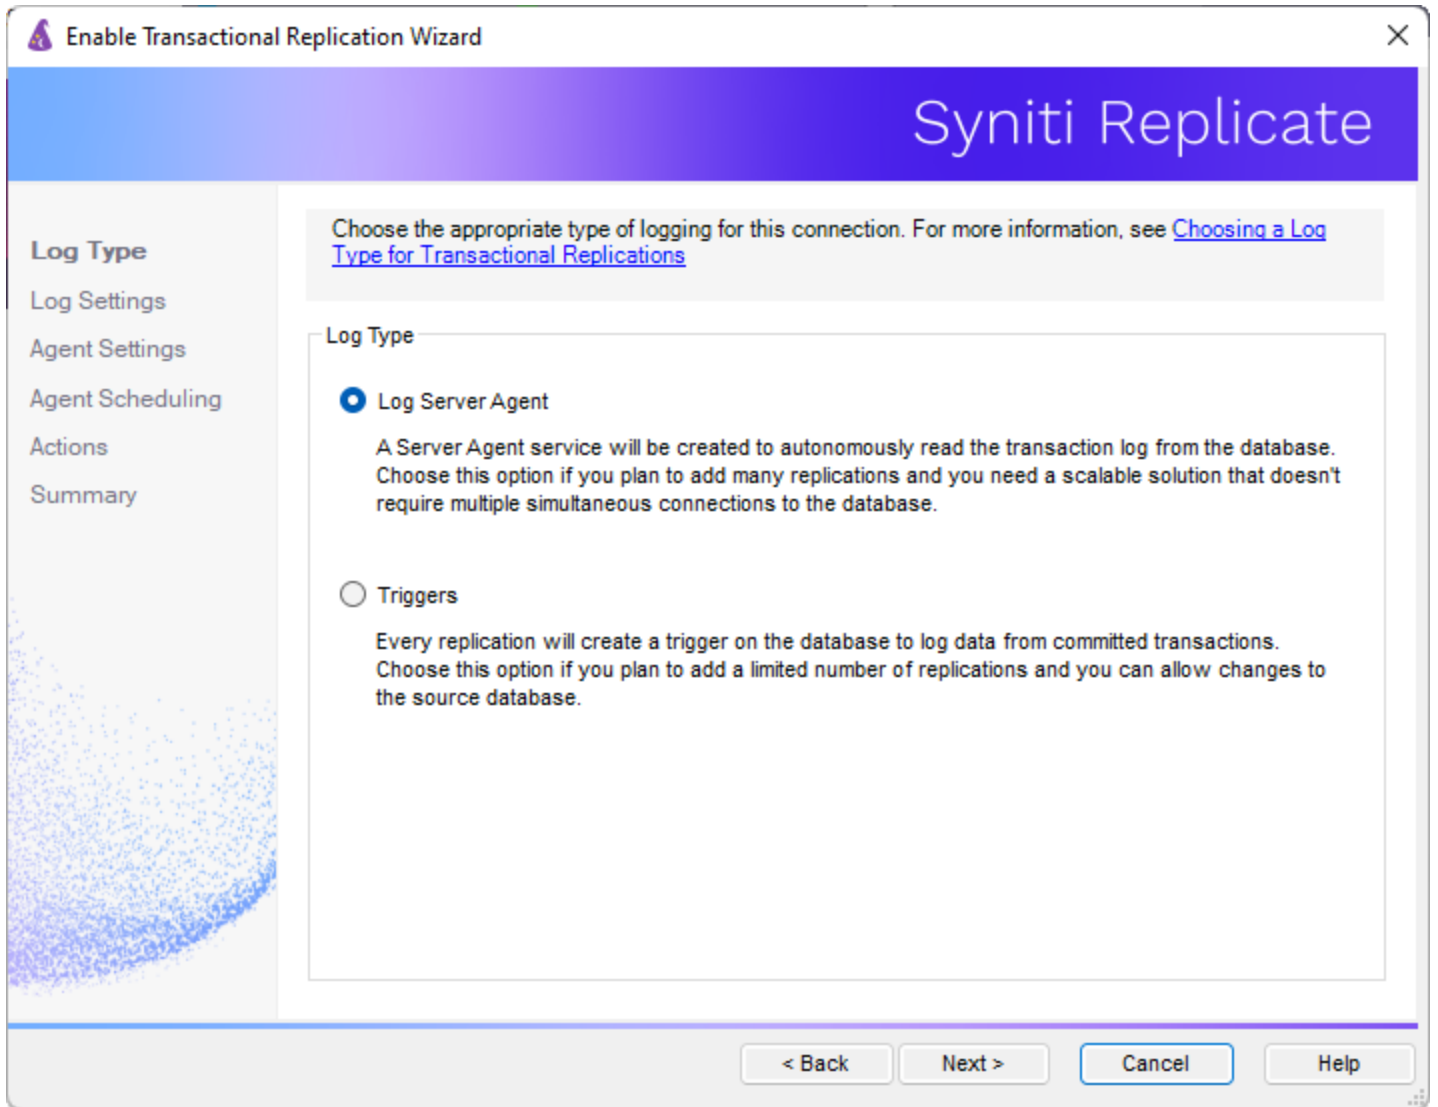 Enable Transactional Replication Wizard
Syniti Replicate
Log Type
Log Settings
Agent Settings
Agent Scheduling
Actions
Summary
Choose the appropriate type of logging for this connection. For more information, see Choosing a Log
Type for Transactional Replications
Log Type
Log Server Agent
A Server Agent service will be created to autonomously read the transaction log from the database.
Choose this option if you plan to add many replications and you need a scalable solution that doesn't
require multiple simultaneous connections to the database.
Triggers
Every replication will create a trigger on the database to log data from committed transactions.
Choose this option if you plan to add a limited number of replications and you can allow changes to
the source database.
< Back
Next >
Cancel
Help